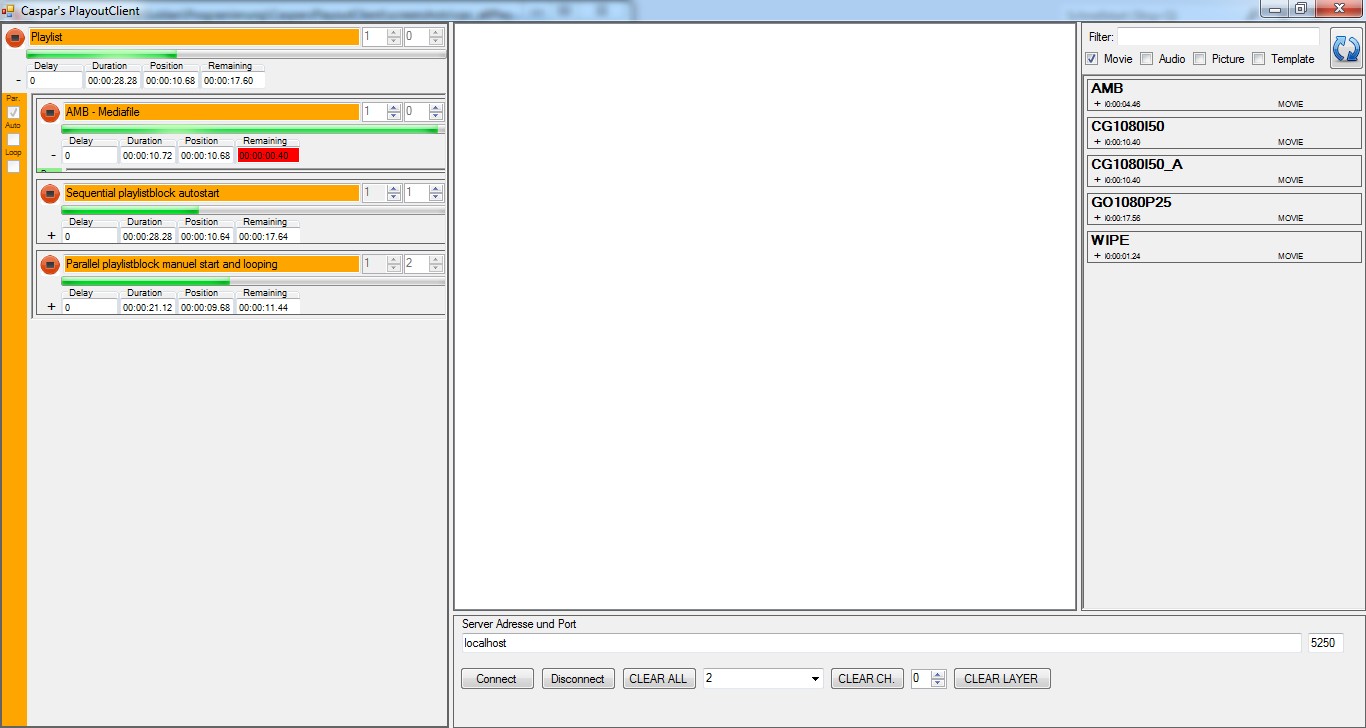 Caspar's PlayoutClient
Playlist 1 0
Delay Duration Position Remaining
- 0 00:00:28.28 00:00:10.68 00:00:17.60
Par.
Auto
Loop
AMB - Mediafile 1 0
Delay Duration Position Remaining
- 0 00:00:10.72 00:00:10.68 00:00:00.40
Sequential playlistblock autostart 1 1
Delay Duration Position Remaining
+ 0 00:00:28.28 00:00:10.64 00:00:17.64
Parallel playlistblock manuel start and looping 1 2
Delay Duration Position Remaining
+ 0 00:00:21.12 00:00:09.68 00:00:11.44
Filter:
Movie Audio Picture Template
AMB
+ l0:00:04.46 MOVIE
CG1080I50
+ l0:00:10.40 MOVIE
CG1080I50_A
+ l0:00:10.40 MOVIE
GO1080P25
+ l0:00:17.56 MOVIE
WIPE
+ l0:00:01.24 MOVIE
Server Adresse und Port
localhost 5250
Connect Disconnect CLEAR ALL 2 CLEAR CH. 0 CLEAR LAYER